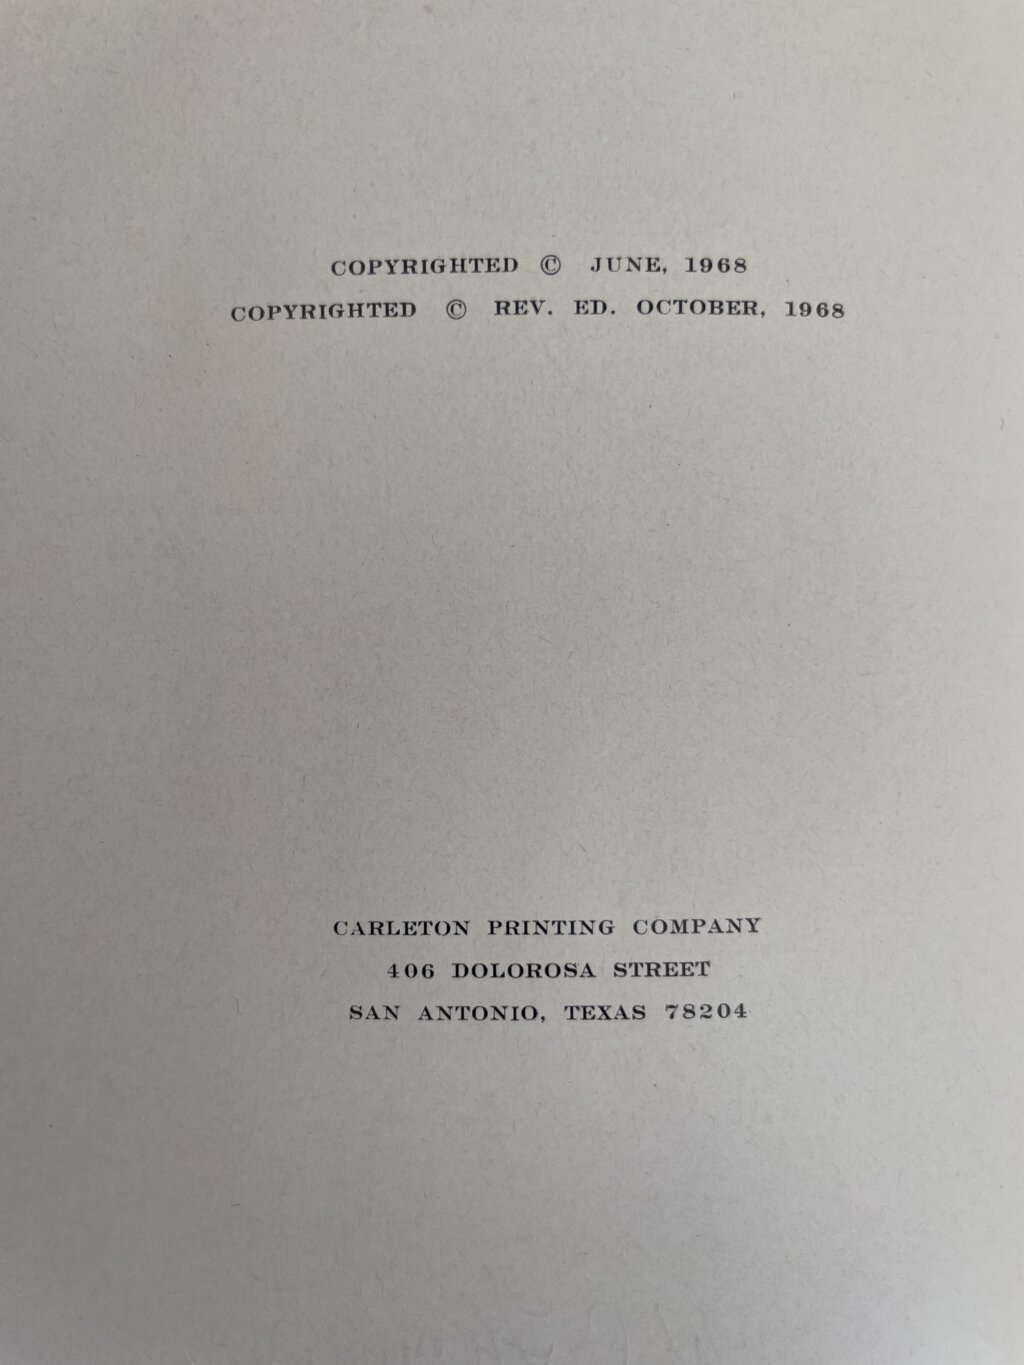 COPYRIGHTED © JUNE, 1968
COPYRIGHTED © REV. ED. OCTOBER, 1968
CARLETON PRINTING COMPANY
406 DOLOROSA STREET
SAN ANTONIO, TEXAS 78204